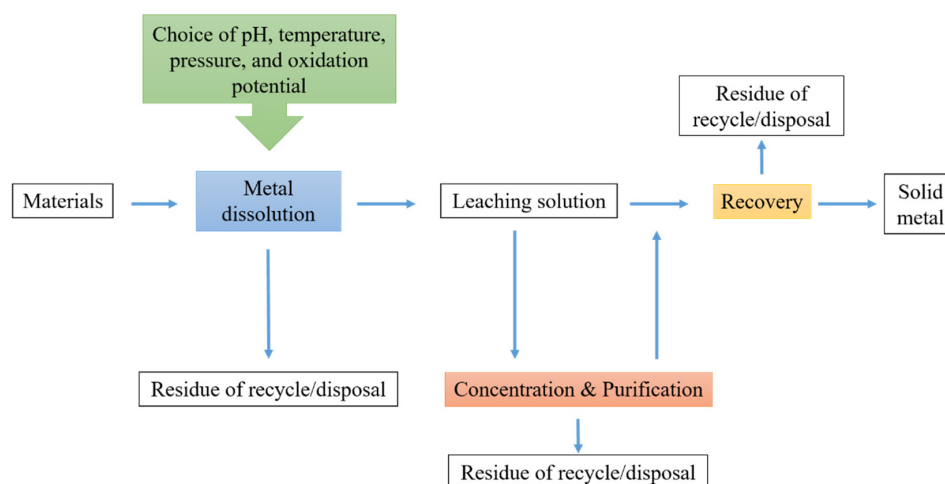 Choice of pH, temperature,
pressure, and oxidation
potential
Residue of
recycle/disposal
Materials
Metal
dissolution
Leaching solution
Recovery
Solid
metal
Residue of recycle/disposal
Concentration & Purification
Residue of recycle/disposal